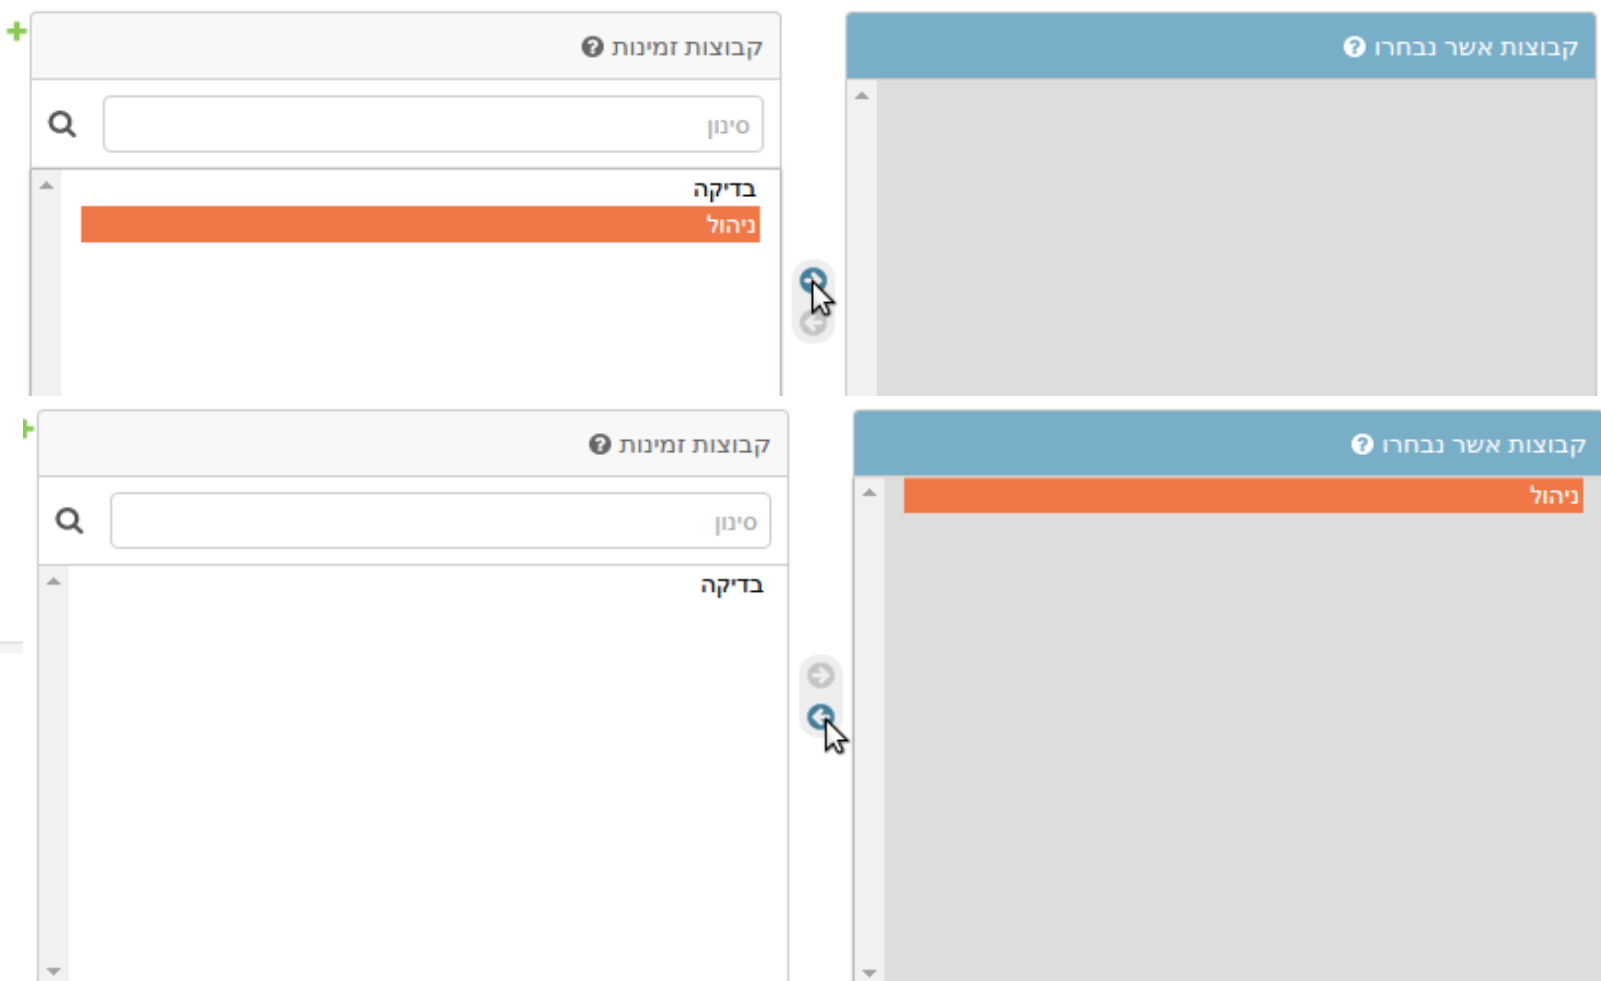 קבוצות אשר נבחרו
קבוצות זמינות
סינון
בדיקה
ניהול
קבוצות אשר נבחרו
ניהול
קבוצות זמינות
סינון
בדיקה